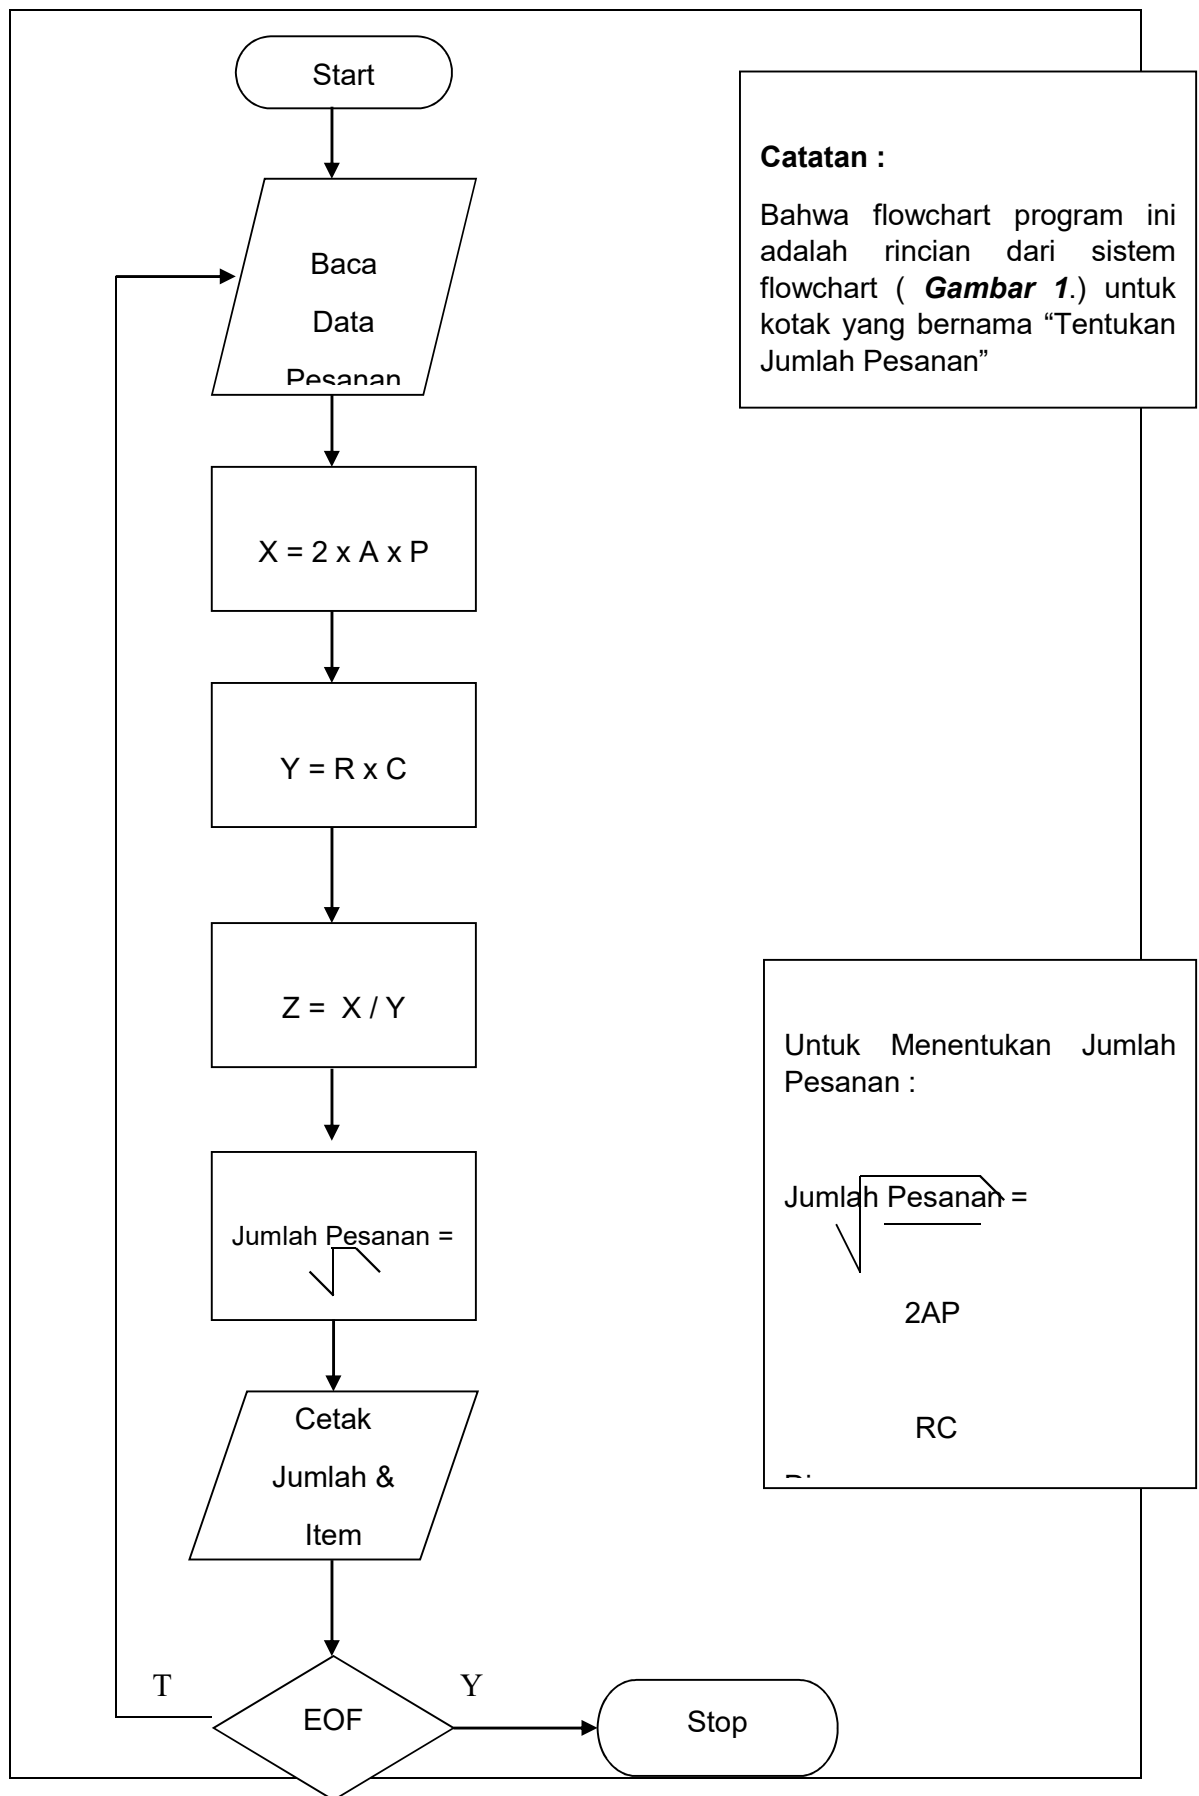 Start
Baca
Data
Pesanan
X = 2 x A x P
Y = R x C
Z = X / Y
Jumlah Pesanan =
Cetak
Jumlah &
Item
EOF
T
Y
Stop
Catatan :
Bahwa flowchart program ini
adalah rincian dari sistem
flowchart ( Gambar 1.) untuk
kotak yang bernama “Tentukan
Jumlah Pesanan”
Untuk Menentukan Jumlah
Pesanan :
Jumlah Pesanan =
2AP
RC